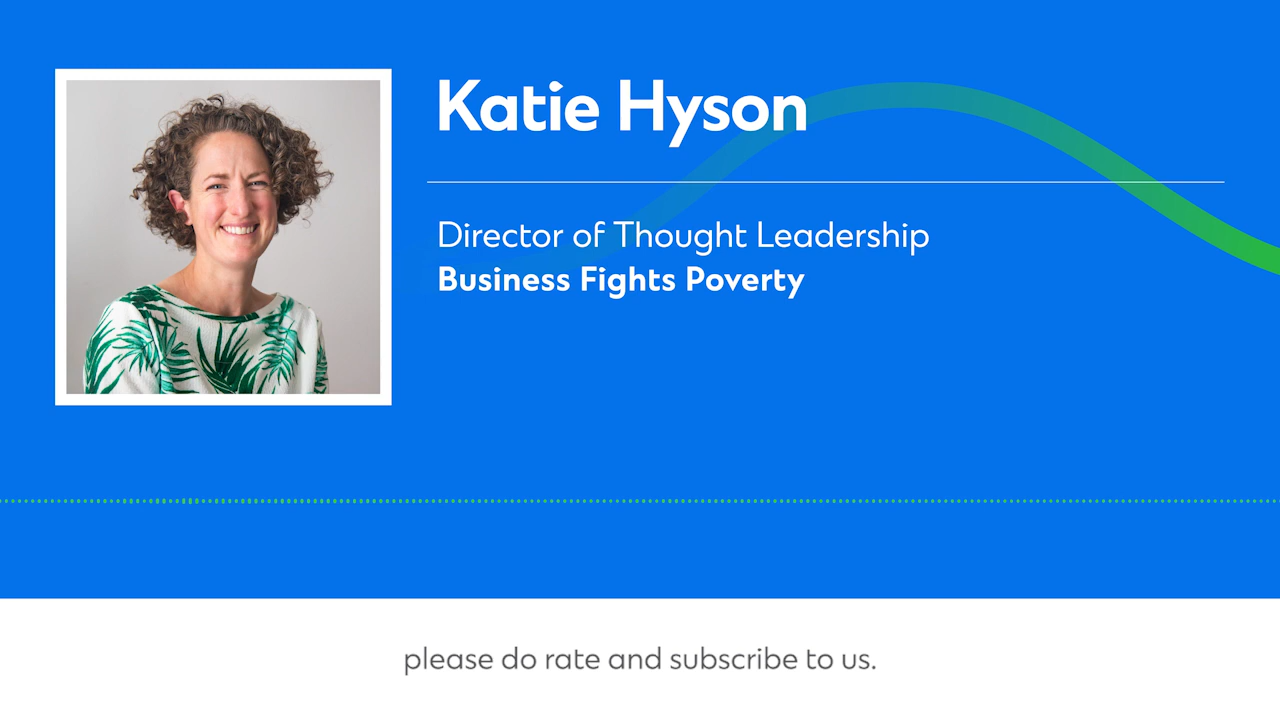 Katie Hyson
Director of Thought Leadership
Business Fights Poverty
please do rate and subscribe to us.